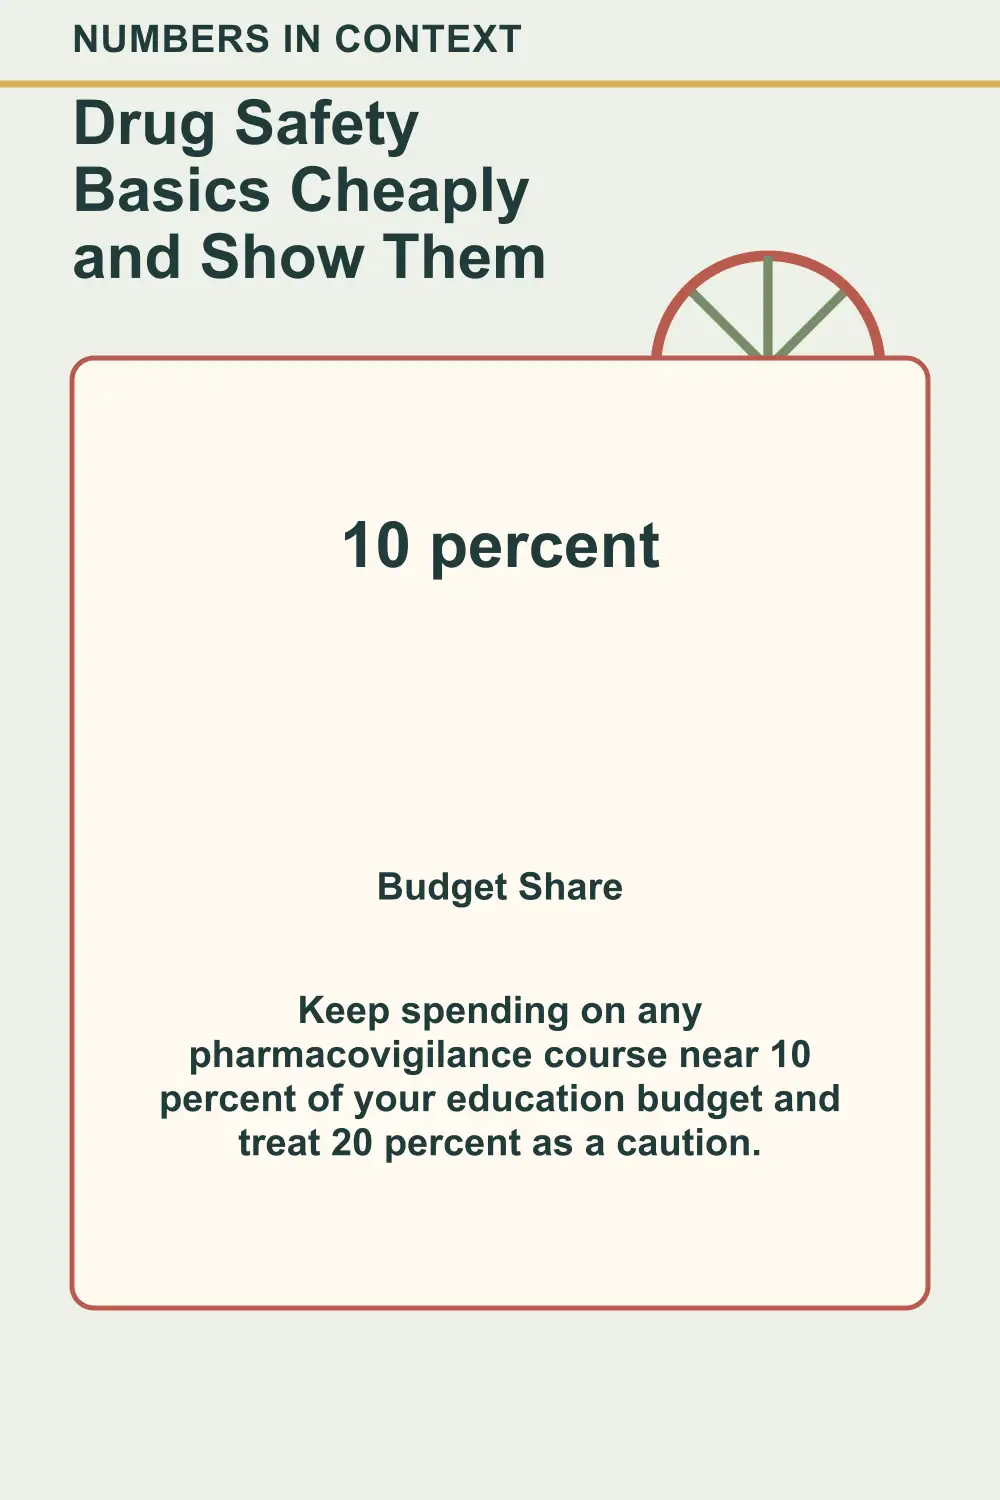 NUMBERS IN CONTEXT
Drug Safety
Basics Cheaply
and Show Them
10 percent
Budget Share
Keep spending on any
pharmacovigilance course near 10
percent of your education budget and
treat 20 percent as a caution.